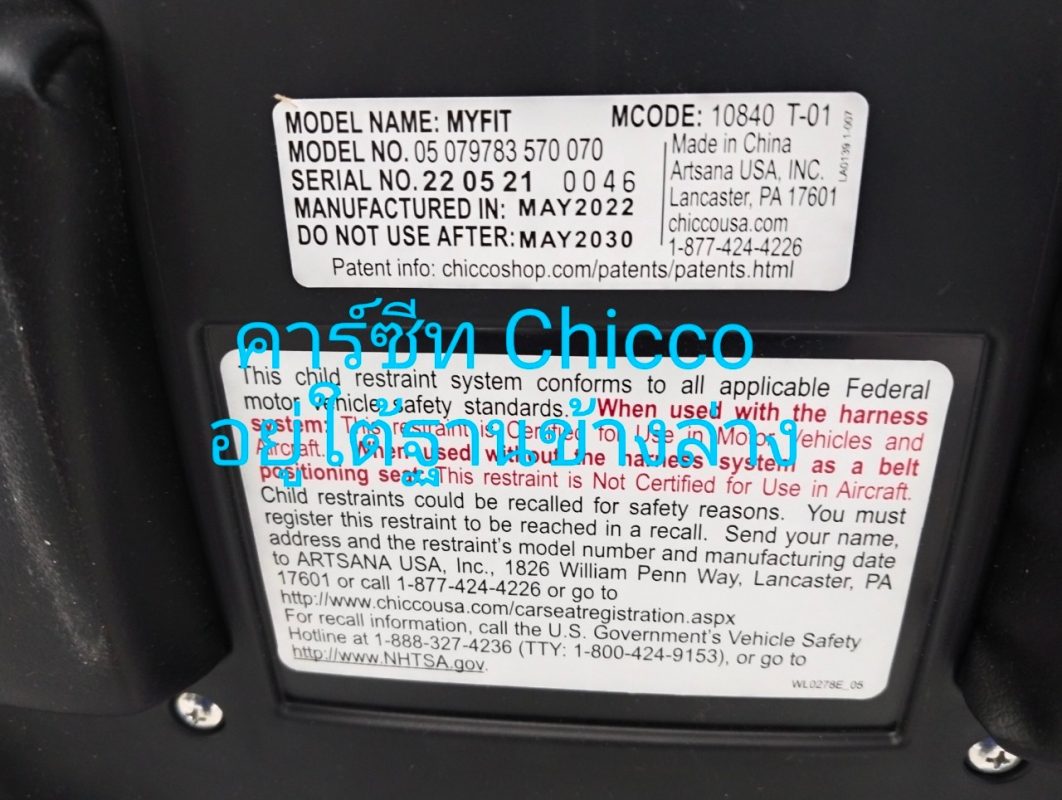 MODEL NAME: MYFIT
MODEL NO. 05 079783 570 070
SERIAL NO. 22 05 21 0046
MANUFACTURED IN: MAY2022
DO NOT USE AFTER: MAY2030
MCODE: 10840 T-01
Made in China
Artsana USA, INC.
Lancaster, PA 17601
chiccousa.com
1-877-424-4226
LA0139 1-007
Patent info: chiccoshop.com/patents/patents.html
คาร์ซีท Chicco
อยู่ใต้ฐานข้างล่าง
This child restraint system conforms to all applicable Federal
motor vehicle safety standards. When used with the harness
system: This restraint is Certified for Use in Motor Vehicles and
Aircraft. When used without the harness system as a belt
positioning seat: This restraint is Not Certified for Use in Aircraft.
Child restraints could be recalled for safety reasons. You must
register this restraint to be reached in a recall. Send your name,
address and the restraint's model number and manufacturing date
to ARTSANA USA, Inc., 1826 William Penn Way, Lancaster, PA
17601 or call 1-877-424-4226 or go to
http://www.chiccousa.com/carseatregistration.aspx
For recall information, call the U.S. Government's Vehicle Safety
Hotline at 1-888-327-4236 (TTY: 1-800-424-9153), or go to
http://www.NHTSA.gov.
WL0278E_05